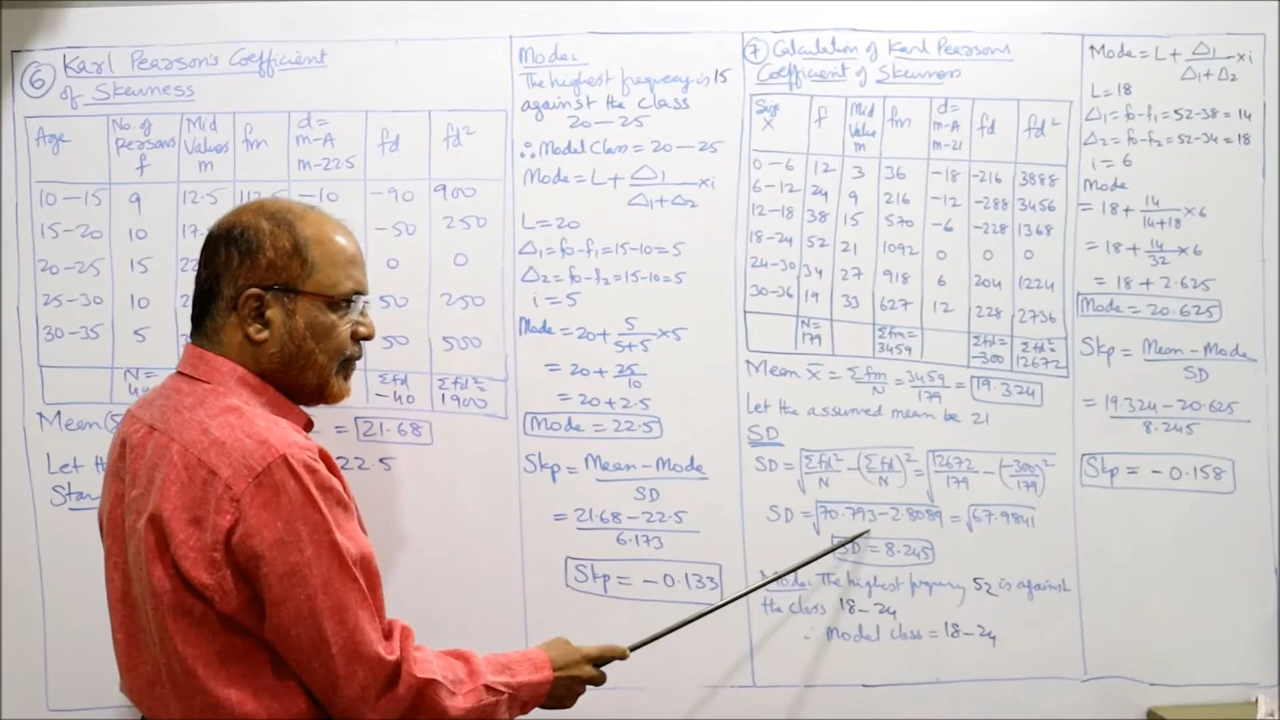 6 Karl Pearson's Coefficient
of Skewness
Age | No. of Persons f | Mid Values m | fm | d= m-A m-22.5 | fd | fd²
10-15 | 9 | 12.5 | 112.5 | -10 | -90 | 900
15-20 | 10 | 17. | -50 | 250
20-25 | 15 | 22 | 0 | 0
25-30 | 10 | 2 | 50 | 250
30-35 | 5 | 3 | 50 | 500
N= | Σfd -40 | Σfd²= 1900
Mean( = 21.68
Let th 22.5
Stan
Mode:
The highest frequency is 15
against the class
20-25
∴ Modal Class = 20-25
Mode = L + Δ1/(Δ1+Δ2) × i
L = 20
Δ1 = f0-f1 = 15-10 = 5
Δ2 = f0-f2 = 15-10 = 5
i = 5
Mode = 20 + 5/(5+5) × 5
= 20 + 25/10
= 20 + 2.5
Mode = 22.5
Skp = Mean - Mode / SD
= 21.68 - 22.5 / 6.173
Skp = -0.133
7 Calculation of Karl Pearsons
Coefficient of Skewness
Size X | f | Mid Value m | fm | d= m-A m-21 | fd | fd²
0-6 | 12 | 3 | 36 | -18 | -216 | 3888
6-12 | 24 | 9 | 216 | -12 | -288 | 3456
12-18 | 38 | 15 | 570 | -6 | -228 | 1368
18-24 | 52 | 21 | 1092 | 0 | 0 | 0
24-30 | 34 | 27 | 918 | 6 | 204 | 1224
30-36 | 19 | 33 | 627 | 12 | 228 | 2736
N= 179 | Σfm= 3459 | Σfd= -300 | Σfd²= 12672
Mean X̄ = Σfm/N = 3459/179 = 19.324
Let the assumed mean be 21
SD
SD = √(Σfd²/N - (Σfd/N)²) = √(12672/179 - (-300/179)²)
SD = √(70.793 - 2.8089) = √67.9841
SD = 8.245
Mode: The highest frequency 52 is against
the class 18-24
∴ Modal class = 18-24
Mode = L + Δ1/(Δ1+Δ2) × i
L = 18
Δ1 = f0-f1 = 52-38 = 14
Δ2 = f0-f2 = 52-34 = 18
i = 6
Mode
= 18 + 14/(14+18) × 6
= 18 + 14/32 × 6
= 18 + 2.625
Mode = 20.625
Skp = Mean - Mode / SD
= 19.324 - 20.625 / 8.245
Skp = -0.158